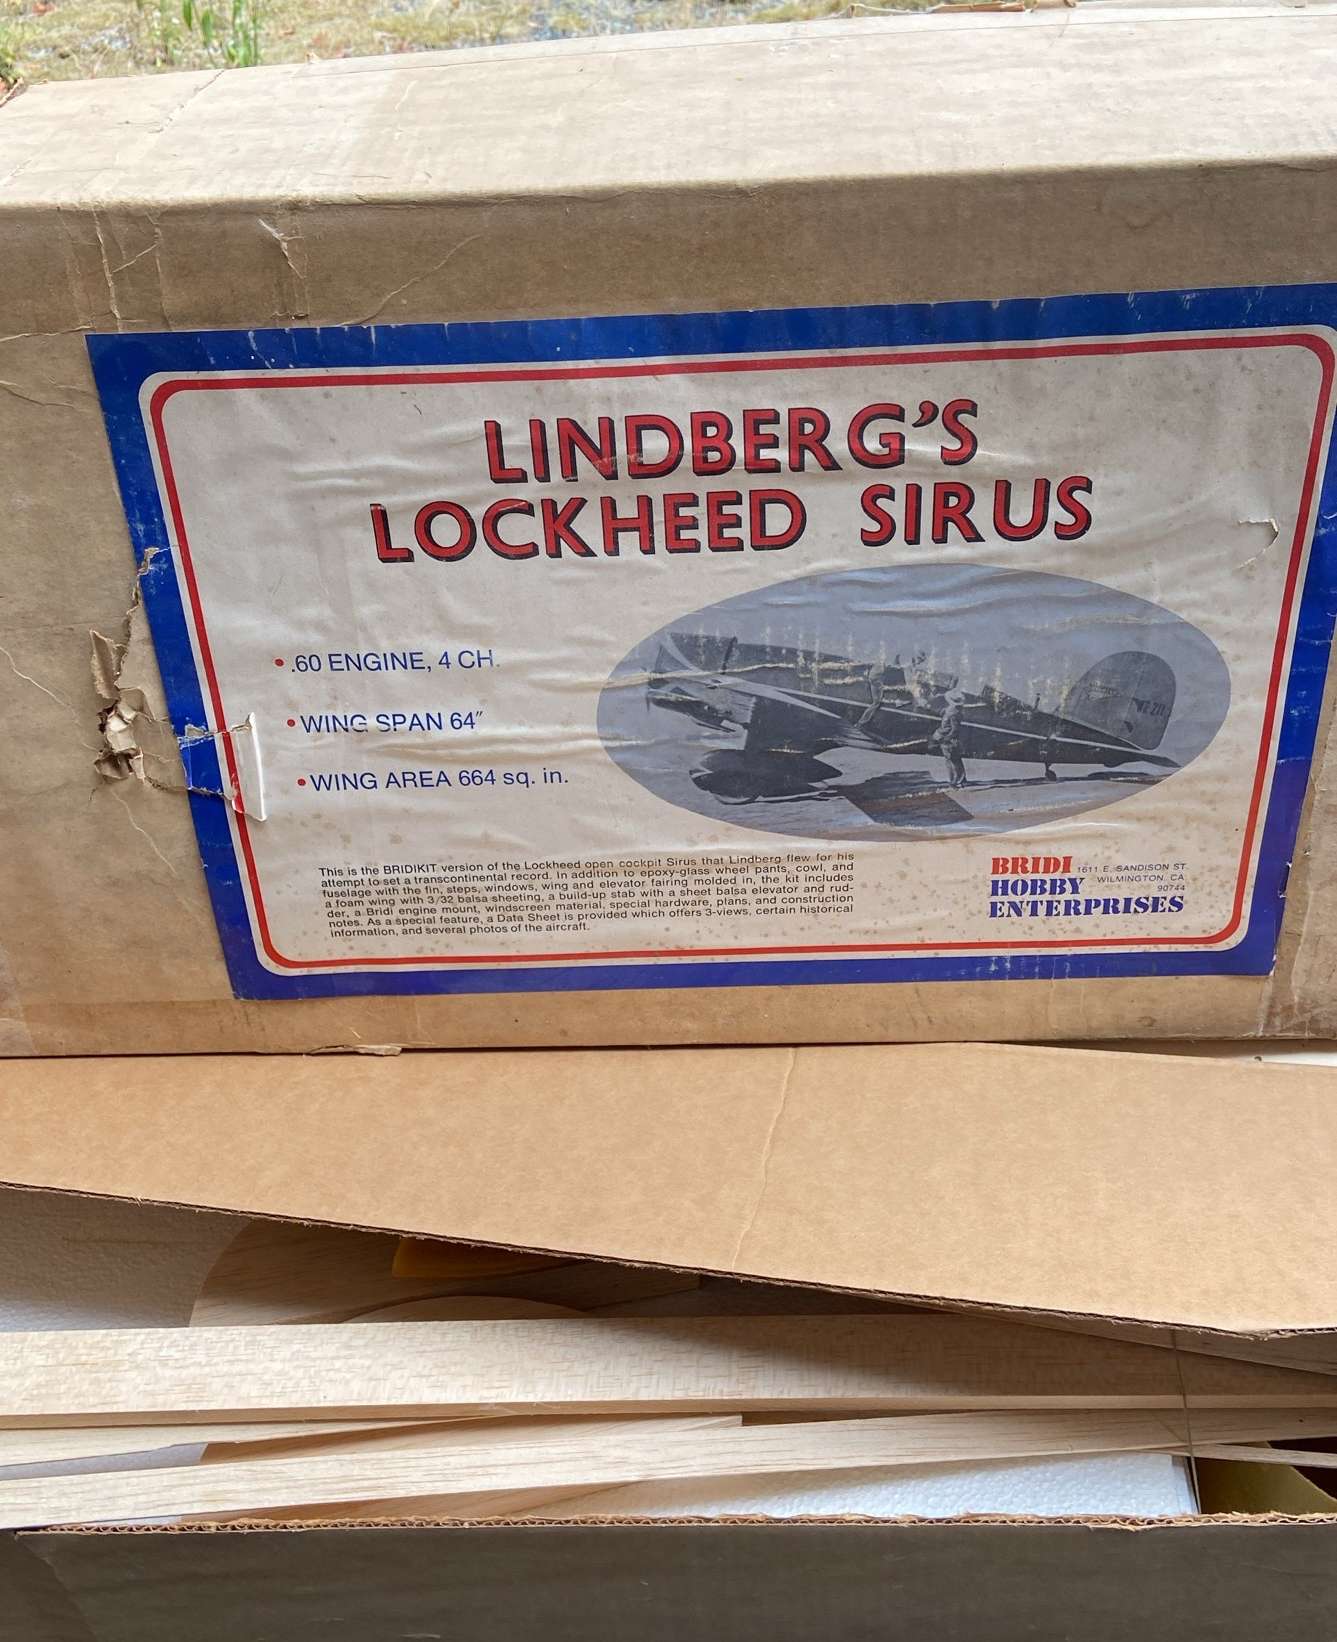 LINDBERG'S
LOCKHEED SIRUS
• .60 ENGINE, 4 CH.
• WING SPAN 64"
• WING AREA 664 sq. in.
This is the BRIDIKIT version of the Lockheed open cockpit Sirus that Lindberg flew for his
attempt to set a transcontinental record. In addition to epoxy-glass wheel pants, cowl, and
fuselage with the fin, steps, windows, wing and elevator fairing molded in, the kit includes
a foam wing with 3/32 balsa sheeting, a build-up stab with a sheet balsa elevator and rud-
der, a Bridi engine mount, windscreen material, special hardware, plans, and construction
notes. As a special feature, a Data Sheet is provided which offers 3-views, certain historical
information, and several photos of the aircraft.
BRIDI 1611 E. SANDISON ST.
HOBBY WILMINGTON, CA.
90744
ENTERPRISES